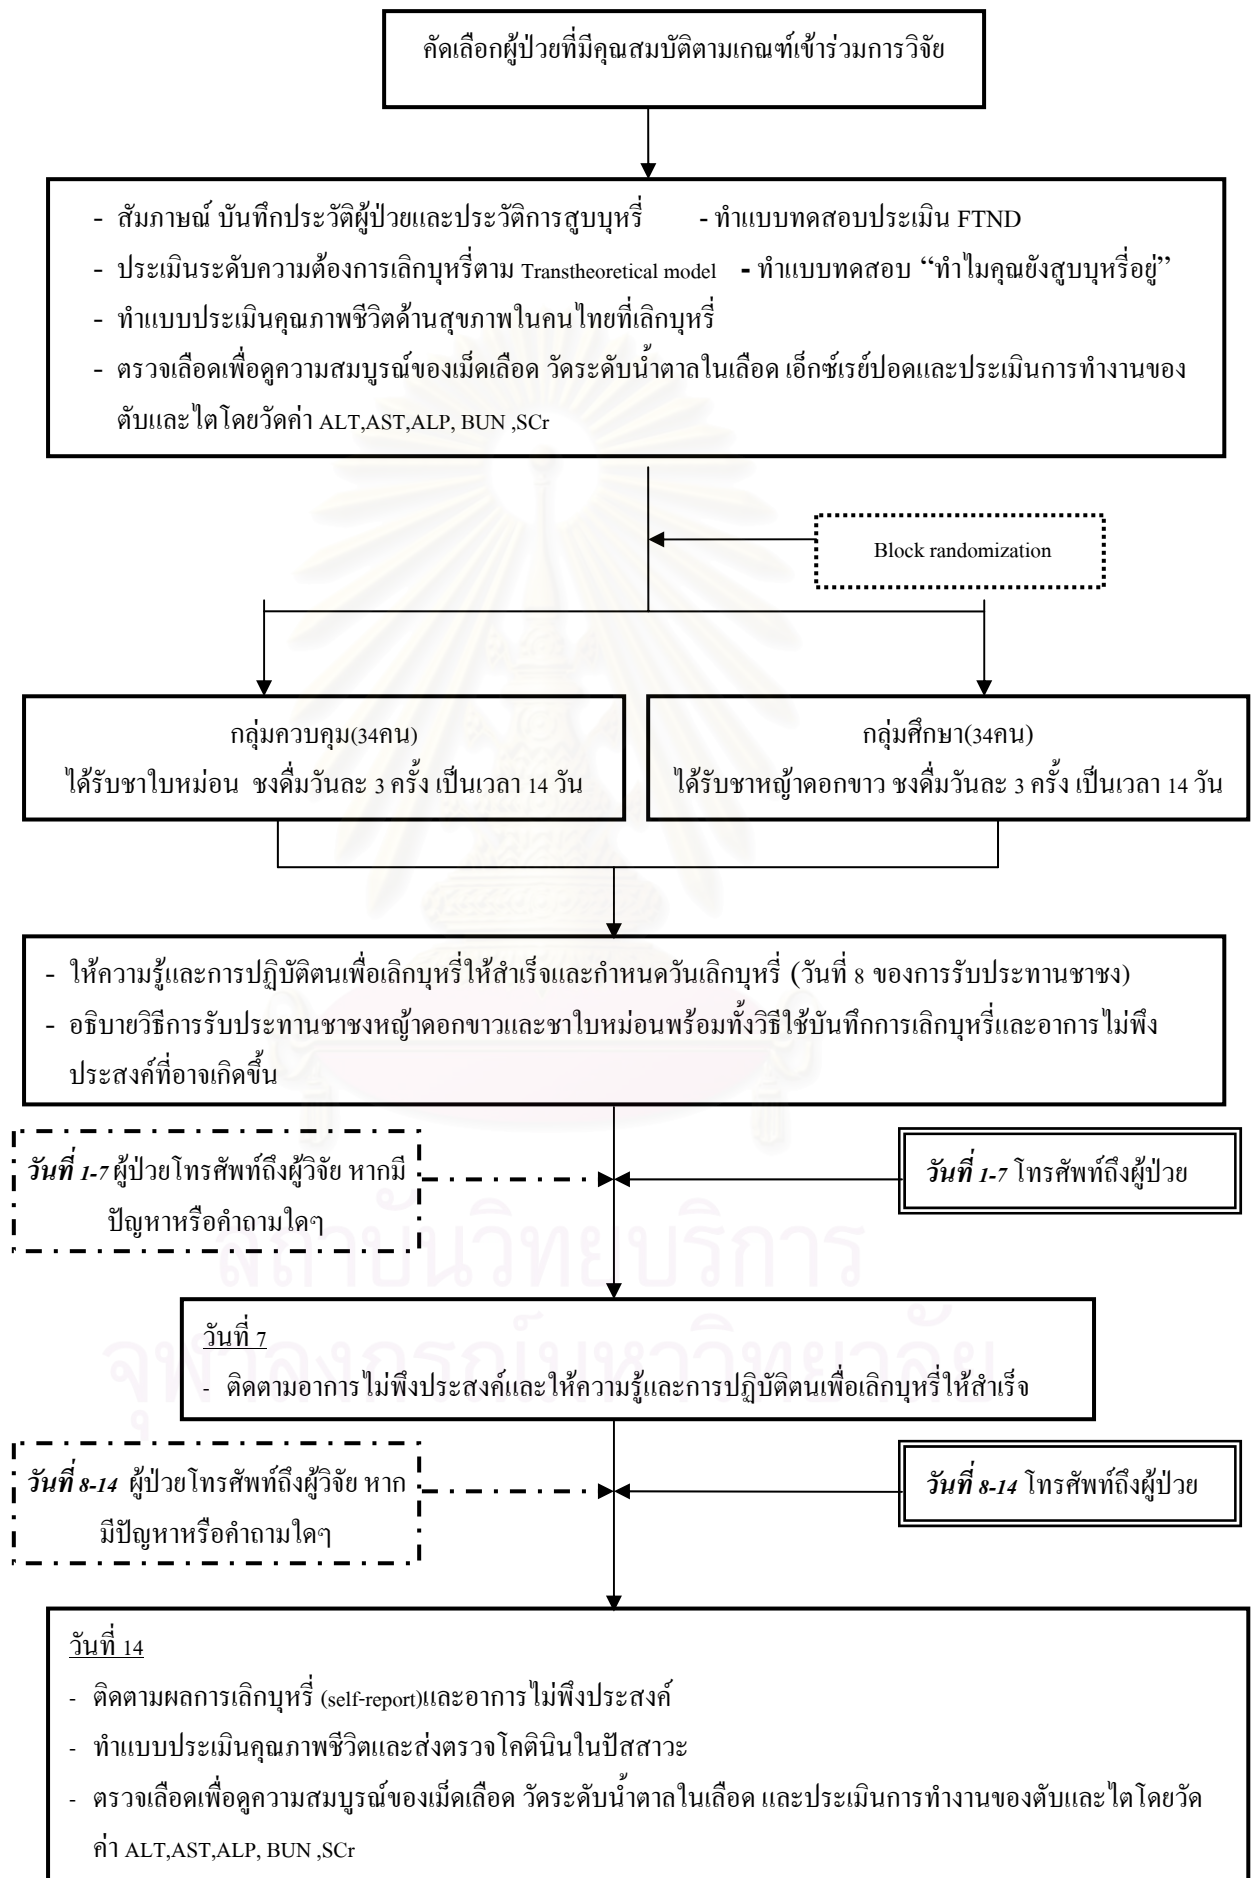 คัดเลือกผู้ป่วยที่มีคุณสมบัติตามเกณฑ์เข้าร่วมการวิจัย
- สัมภาษณ์ บันทึกประวัติผู้ป่วยและประวัติการสูบบุหรี่ - ทำแบบทดสอบประเมิน FTND
- ประเมินระดับความต้องการเลิกบุหรี่ตาม Transtheoretical model - ทำแบบทดสอบ “ทำไมคุณยังสูบบุหรี่อยู่”
- ทำแบบประเมินคุณภาพชีวิตด้านสุขภาพในคนไทยที่เลิกบุหรี่
- ตรวจเลือดเพื่อดูความสมบูรณ์ของเม็ดเลือด วัดระดับน้ำตาลในเลือด เอ็กซ์เรย์ปอดและประเมินการทำงานของ
ตับและไตโดยวัดค่า ALT,AST,ALP, BUN ,SCr
Block randomization
กลุ่มควบคุม(34คน)
ได้รับชาใบหม่อน ชงดื่มวันละ 3 ครั้ง เป็นเวลา 14 วัน
กลุ่มศึกษา(34คน)
ได้รับชาหญ้าดอกขาว ชงดื่มวันละ 3 ครั้ง เป็นเวลา 14 วัน
- ให้ความรู้และการปฏิบัติตนเพื่อเลิกบุหรี่ให้สำเร็จและกำหนดวันเลิกบุหรี่ (วันที่ 8 ของการรับประทานชาชง)
- อธิบายวิธีการรับประทานชาชงหญ้าดอกขาวและชาใบหม่อนพร้อมทั้งวิธีใช้บันทึกการเลิกบุหรี่และอาการไม่พึง
ประสงค์ที่อาจเกิดขึ้น
วันที่ 1-7 ผู้ป่วยโทรศัพท์ถึงผู้วิจัย หากมี
ปัญหาหรือคำถามใดๆ
วันที่ 1-7 โทรศัพท์ถึงผู้ป่วย
สถาบันวิทยบริการ
วันที่ 7
- ติดตามอาการไม่พึงประสงค์และให้ความรู้และการปฏิบัติตนเพื่อเลิกบุหรี่ให้สำเร็จ
จุฬาลงกรณ์มหาวิทยาลัย
วันที่ 8-14 ผู้ป่วยโทรศัพท์ถึงผู้วิจัย หาก
มีปัญหาหรือคำถามใดๆ
วันที่ 8-14 โทรศัพท์ถึงผู้ป่วย
วันที่ 14
- ติดตามผลการเลิกบุหรี่ (self-report)และอาการไม่พึงประสงค์
- ทำแบบประเมินคุณภาพชีวิตและส่งตรวจโคตินินในปัสสาวะ
- ตรวจเลือดเพื่อดูความสมบูรณ์ของเม็ดเลือด วัดระดับน้ำตาลในเลือด และประเมินการทำงานของตับและไตโดยวัด
ค่า ALT,AST,ALP, BUN ,SCr